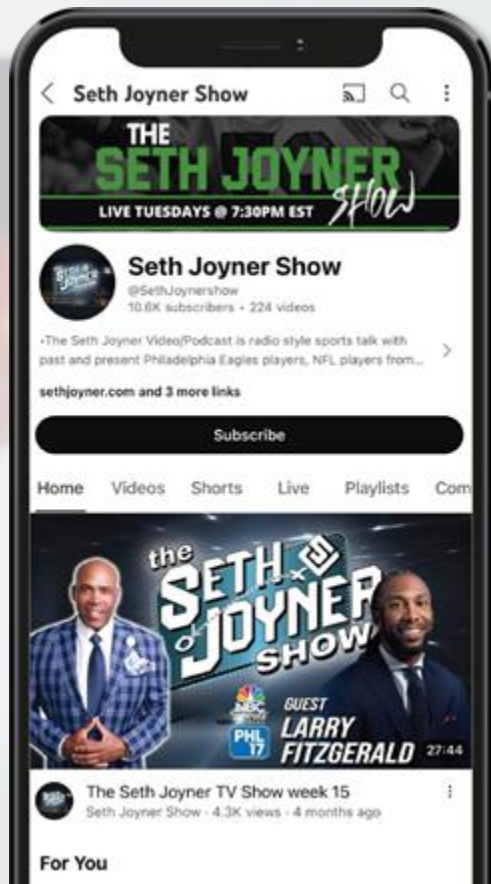 Seth Joyner Show
THE
SETH JOYNER
SHOW
LIVE TUESDAYS @ 7:30PM EST
Seth Joyner Show
@SethJoynershow
10.6K subscribers • 224 videos
•The Seth Joyner Video/Podcast is radio style sports talk with
past and present Philadelphia Eagles players, NFL players from...
sethjoyner.com and 3 more links
Subscribe
Home Videos Shorts Live Playlists Com
the
SETH
JOYNER
SHOW
NBC
PHL
17
GUEST
LARRY
FITZGERALD
27:44
The Seth Joyner TV Show week 15
Seth Joyner Show · 4.3K views · 4 months ago
For You